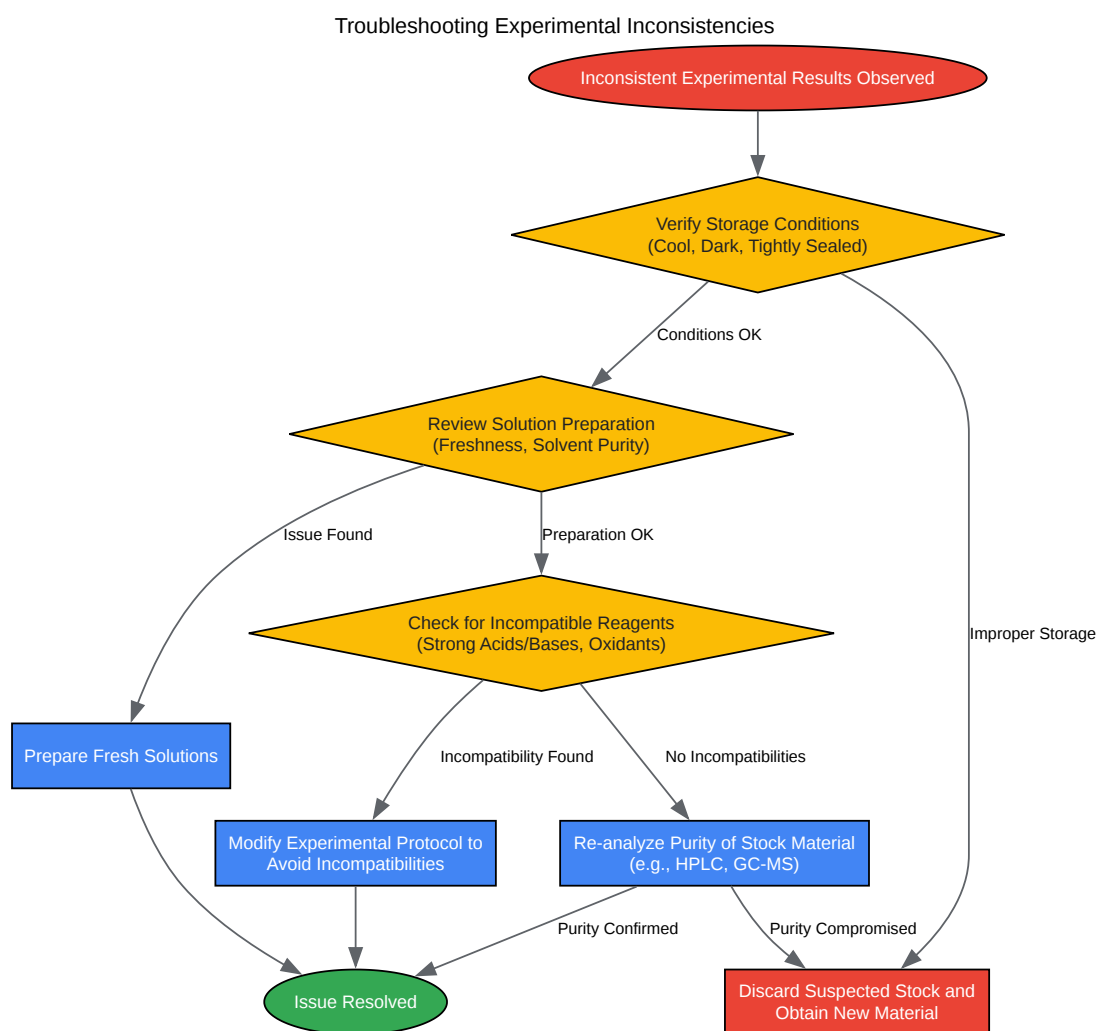 Troubleshooting Experimental Inconsistencies
Inconsistent Experimental Results Observed
Verify Storage Conditions
(Cool, Dark, Tightly Sealed)
Conditions OK
Review Solution Preparation
(Freshness, Solvent Purity)
Issue Found
Preparation OK
Check for Incompatible Reagents
(Strong Acids/Bases, Oxidants)
Improper Storage
Prepare Fresh Solutions
Incompatibility Found
No Incompatibilities
Modify Experimental Protocol to
Avoid Incompatibilities
Re-analyze Purity of Stock Material
(e.g., HPLC, GC-MS)
Purity Confirmed
Purity Compromised
Issue Resolved
Discard Suspected Stock and
Obtain New Material